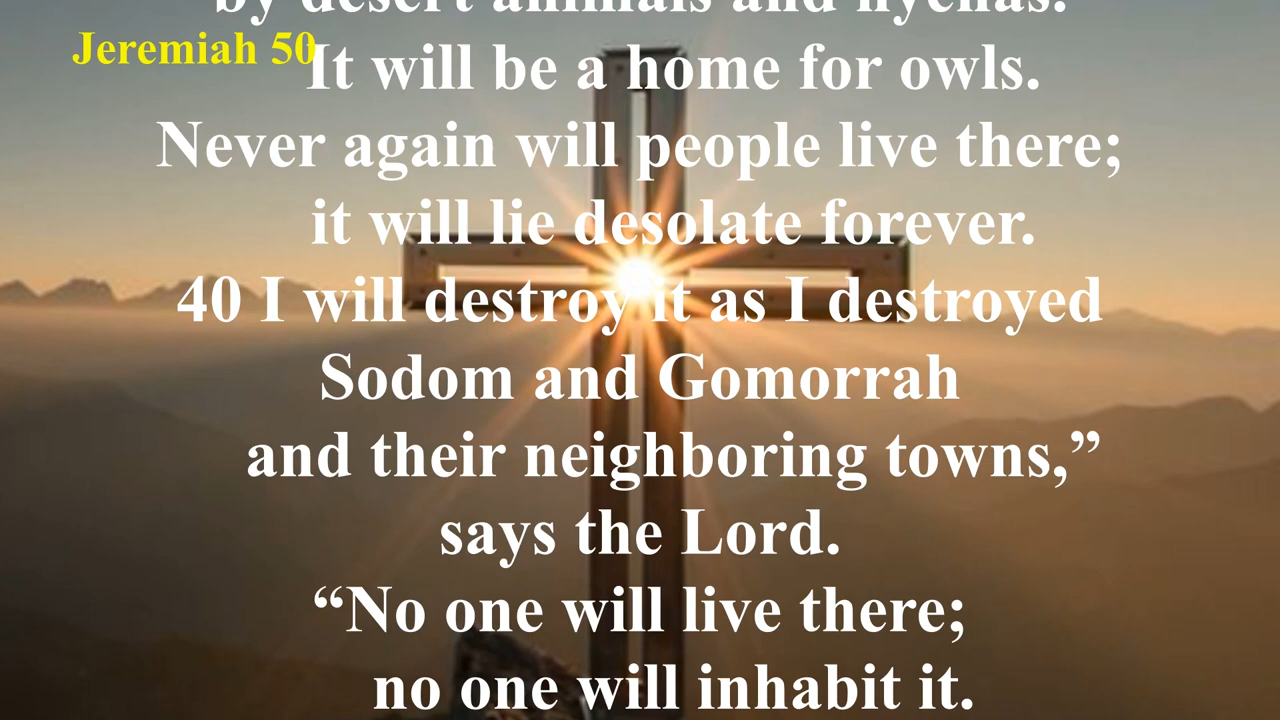 by desert animals and hyenas.
Jeremiah 50
It will be a home for owls.
Never again will people live there;
it will lie desolate forever.
40 I will destroy it as I destroyed
Sodom and Gomorrah
and their neighboring towns,”
says the Lord.
“No one will live there;
no one will inhabit it.